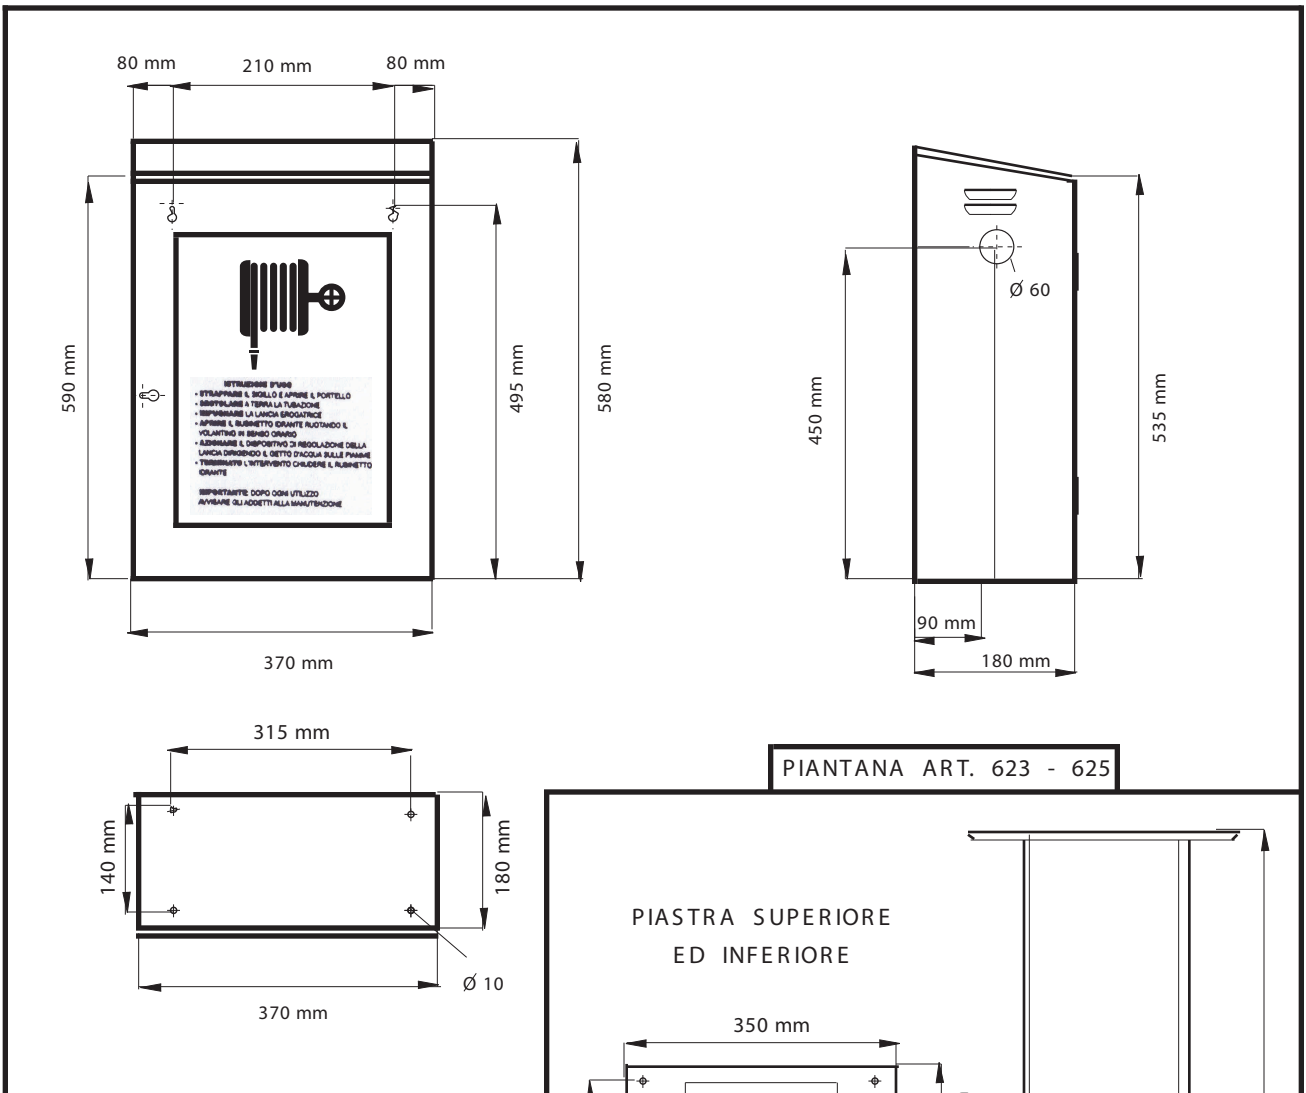 80 mm
210 mm
80 mm
590 mm
495 mm
580 mm
370 mm
ISTRUZIONI D'USO
• STRAPPARE IL SIGILLO E APRIRE IL PORTELLO
• SROTOLARE A TERRA LA TUBAZIONE
• IMPUGNARE LA LANCIA EROGATRICE
• APRIRE IL RUBINETTO IDRANTE RUOTANDO IL
VOLANTINO IN SENSO ORARIO
• AZIONARE IL DISPOSITIVO DI REGOLAZIONE DELLA
LANCIA DIRIGENDO IL GETTO D'ACQUA SULLE FIAMME
• TERMINATO L'INTERVENTO CHIUDERE IL RUBINETTO
IDRANTE
IMPORTANTE: DOPO OGNI UTILIZZO
AVVISARE GLI ADDETTI ALLA MANUTENZIONE
Ø 60
450 mm
535 mm
90 mm
180 mm
315 mm
140 mm
180 mm
Ø 10
370 mm
PIANTANA ART. 623 - 625
PIASTRA SUPERIORE
ED INFERIORE
350 mm